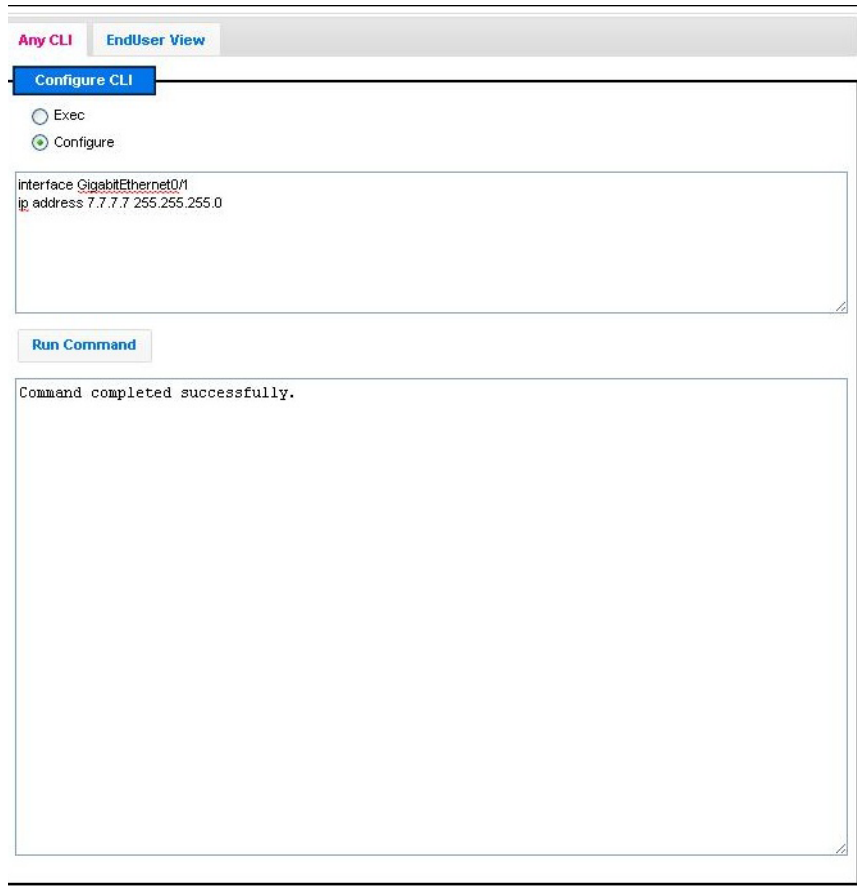 Any CLI EndUser View
Configure CLI
Exec
Configure
interface GigabitEthernet0/1
ip address 7.7.7.7 255.255.255.0
Run Command
Command completed successfully.